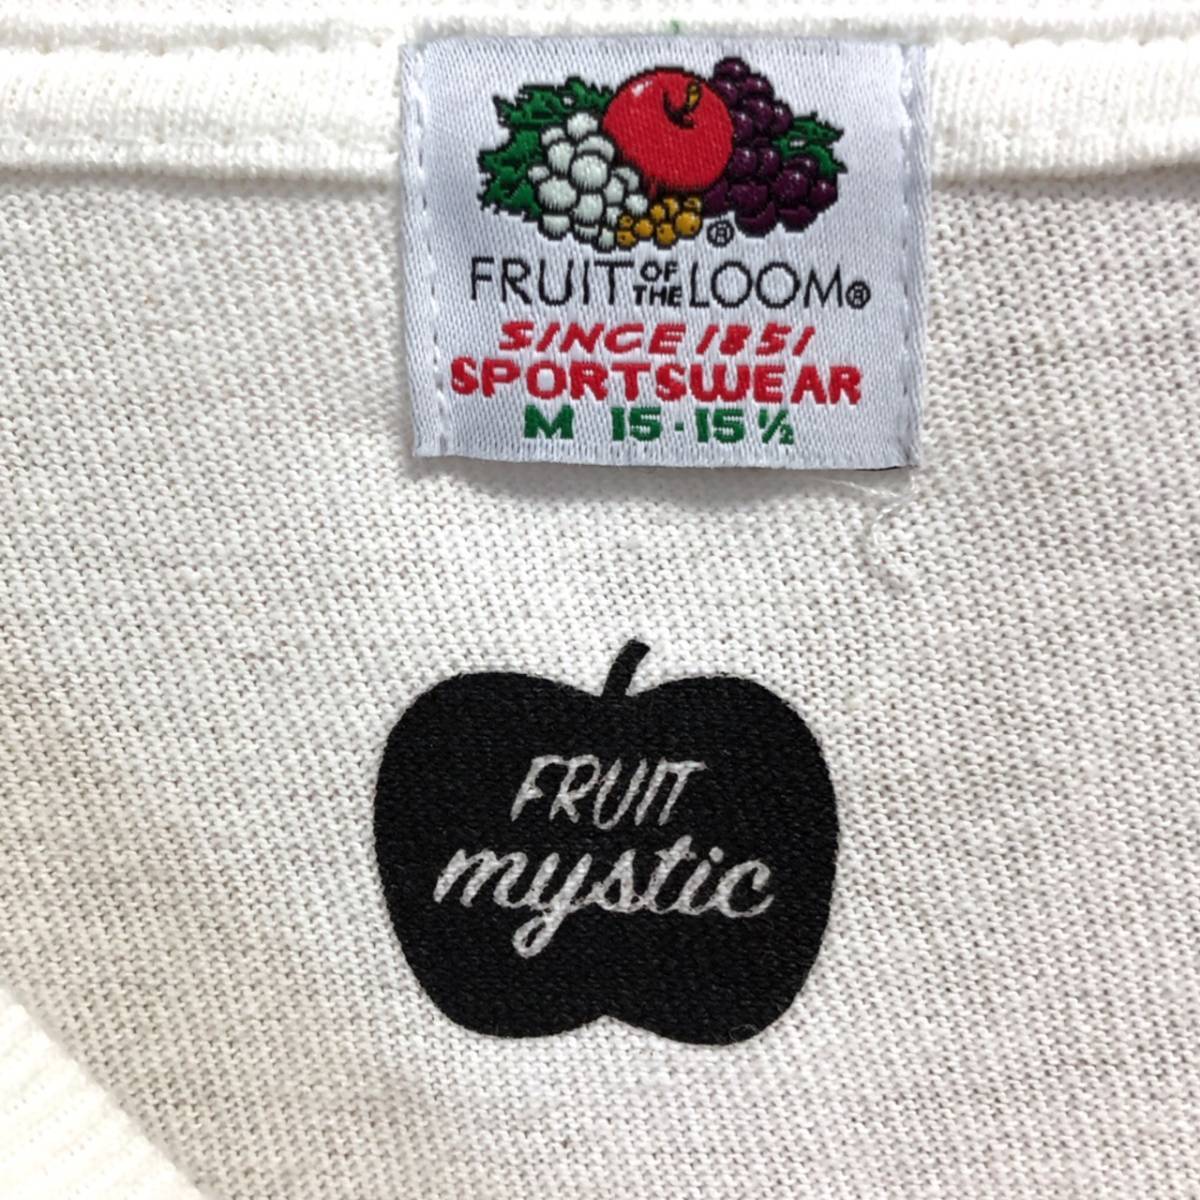 ®
FRUIT OF THE LOOM®
SINCE 1851
SPORTSWEAR
M 15·15½
FRUIT
mystic